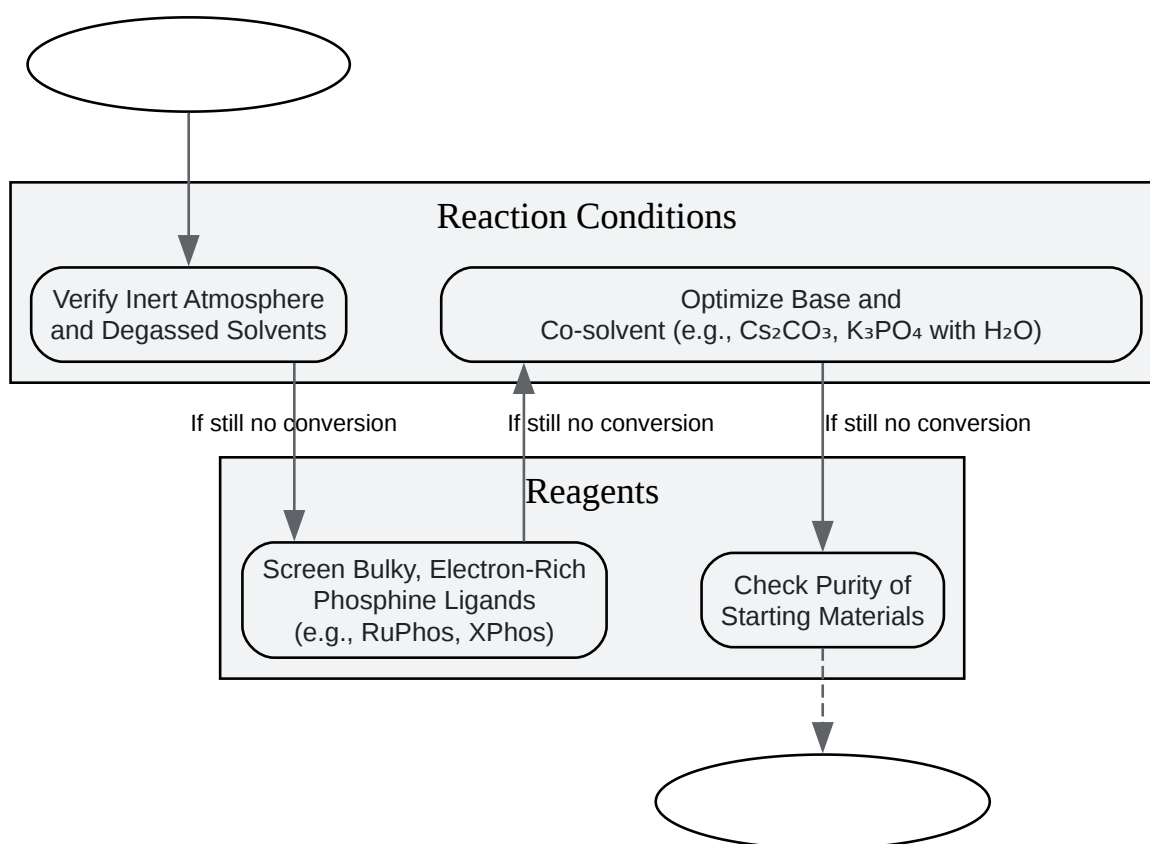 Reaction Conditions
Verify Inert Atmosphere
and Degassed Solvents
Optimize Base and
Co-solvent (e.g., Cs₂CO₃, K₃PO₄ with H₂O)
If still no conversion
If still no conversion
If still no conversion
Reagents
Screen Bulky, Electron-Rich
Phosphine Ligands
(e.g., RuPhos, XPhos)
Check Purity of
Starting Materials